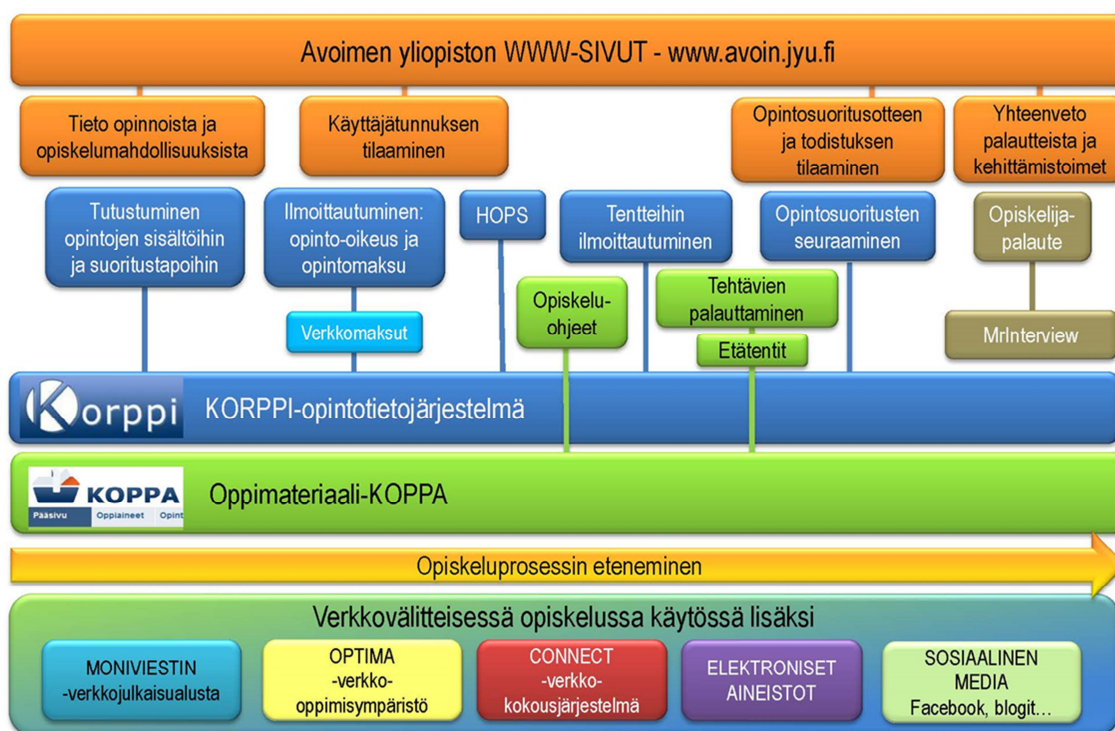 Avoimen yliopiston WWW-SIVUT - www.avoin.jyu.fi
Tieto opinnoista ja
opiskelumahdollisuuksista
Käyttäjätunnuksen
tilaaminen
Opintosuoritusotteen
ja todistuksen
tilaaminen
Yhteenveto
palautteista ja
kehittämistoimet
Tutustuminen
opintojen sisältöihin
ja suoritustapoihin
Ilmoittautuminen:
opinto-oikeus ja
opintomaksu
HOPS
Tentteihin
ilmoittautuminen
Opintosuoritusten
seuraaminen
Opiskelija-
palaute
Verkkomaksut
Opiskelu-
ohjeet
Tehtävien
palauttaminen
Etätentit
MrInterview
Korppi
KORPPI-opintotietojärjestelmä
KOPPA
Pääsivu Oppiaineet Opint
Oppimateriaali-KOPPA
Opiskeluprosessin eteneminen
Verkkovälitteisessä opiskelussa käytössä lisäksi
MONIVIESTIN
-verkkojulkaisualusta
OPTIMA
-verkko-
oppimisympäristö
CONNECT
-verkko-
kokousjärjestelmä
ELEKTRONISET
AINEISTOT
SOSIAALINEN
MEDIA
Facebook, blogit…